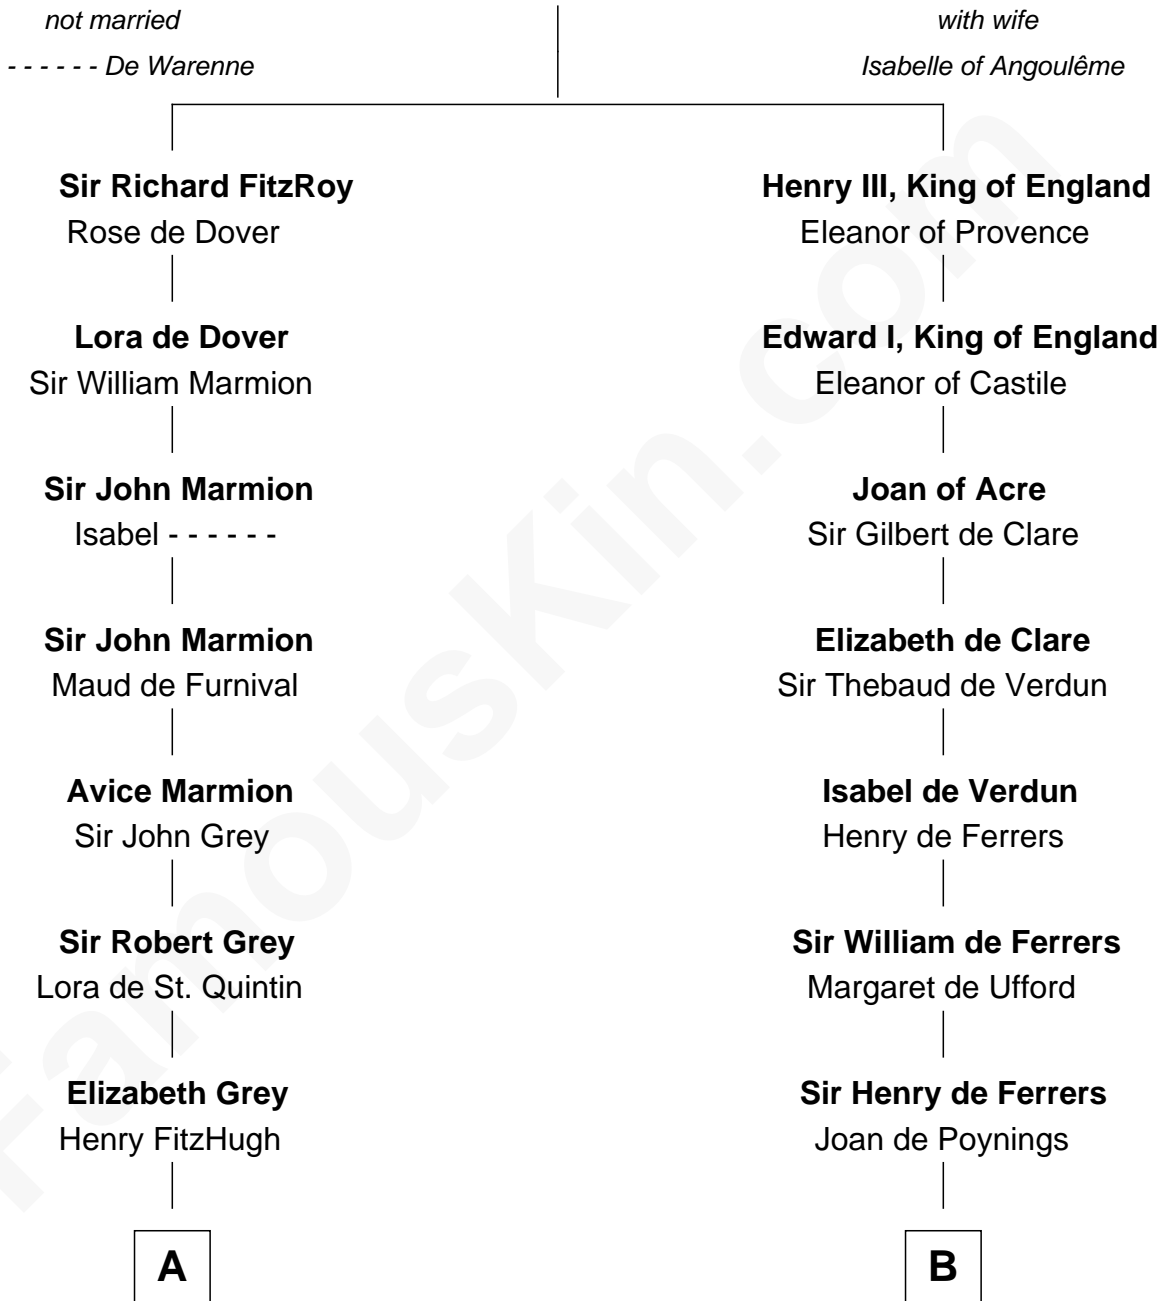 not married
with wife
- - - - - - De Warenne
Isabelle of Angoulême
Sir Richard FitzRoy
Rose de Dover
Henry III, King of England
Eleanor of Provence
Lora de Dover
Sir William Marmion
Edward I, King of England
Eleanor of Castile
Sir John Marmion
Isabel - - - - - -
Joan of Acre
Sir Gilbert de Clare
Sir John Marmion
Maud de Furnival
Elizabeth de Clare
Sir Thebaud de Verdun
Avice Marmion
Sir John Grey
Isabel de Verdun
Henry de Ferrers
Sir Robert Grey
Lora de St. Quintin
Sir William de Ferrers
Margaret de Ufford
Elizabeth Grey
Henry FitzHugh
Sir Henry de Ferrers
Joan de Poynings
A
B
FamousKin.com